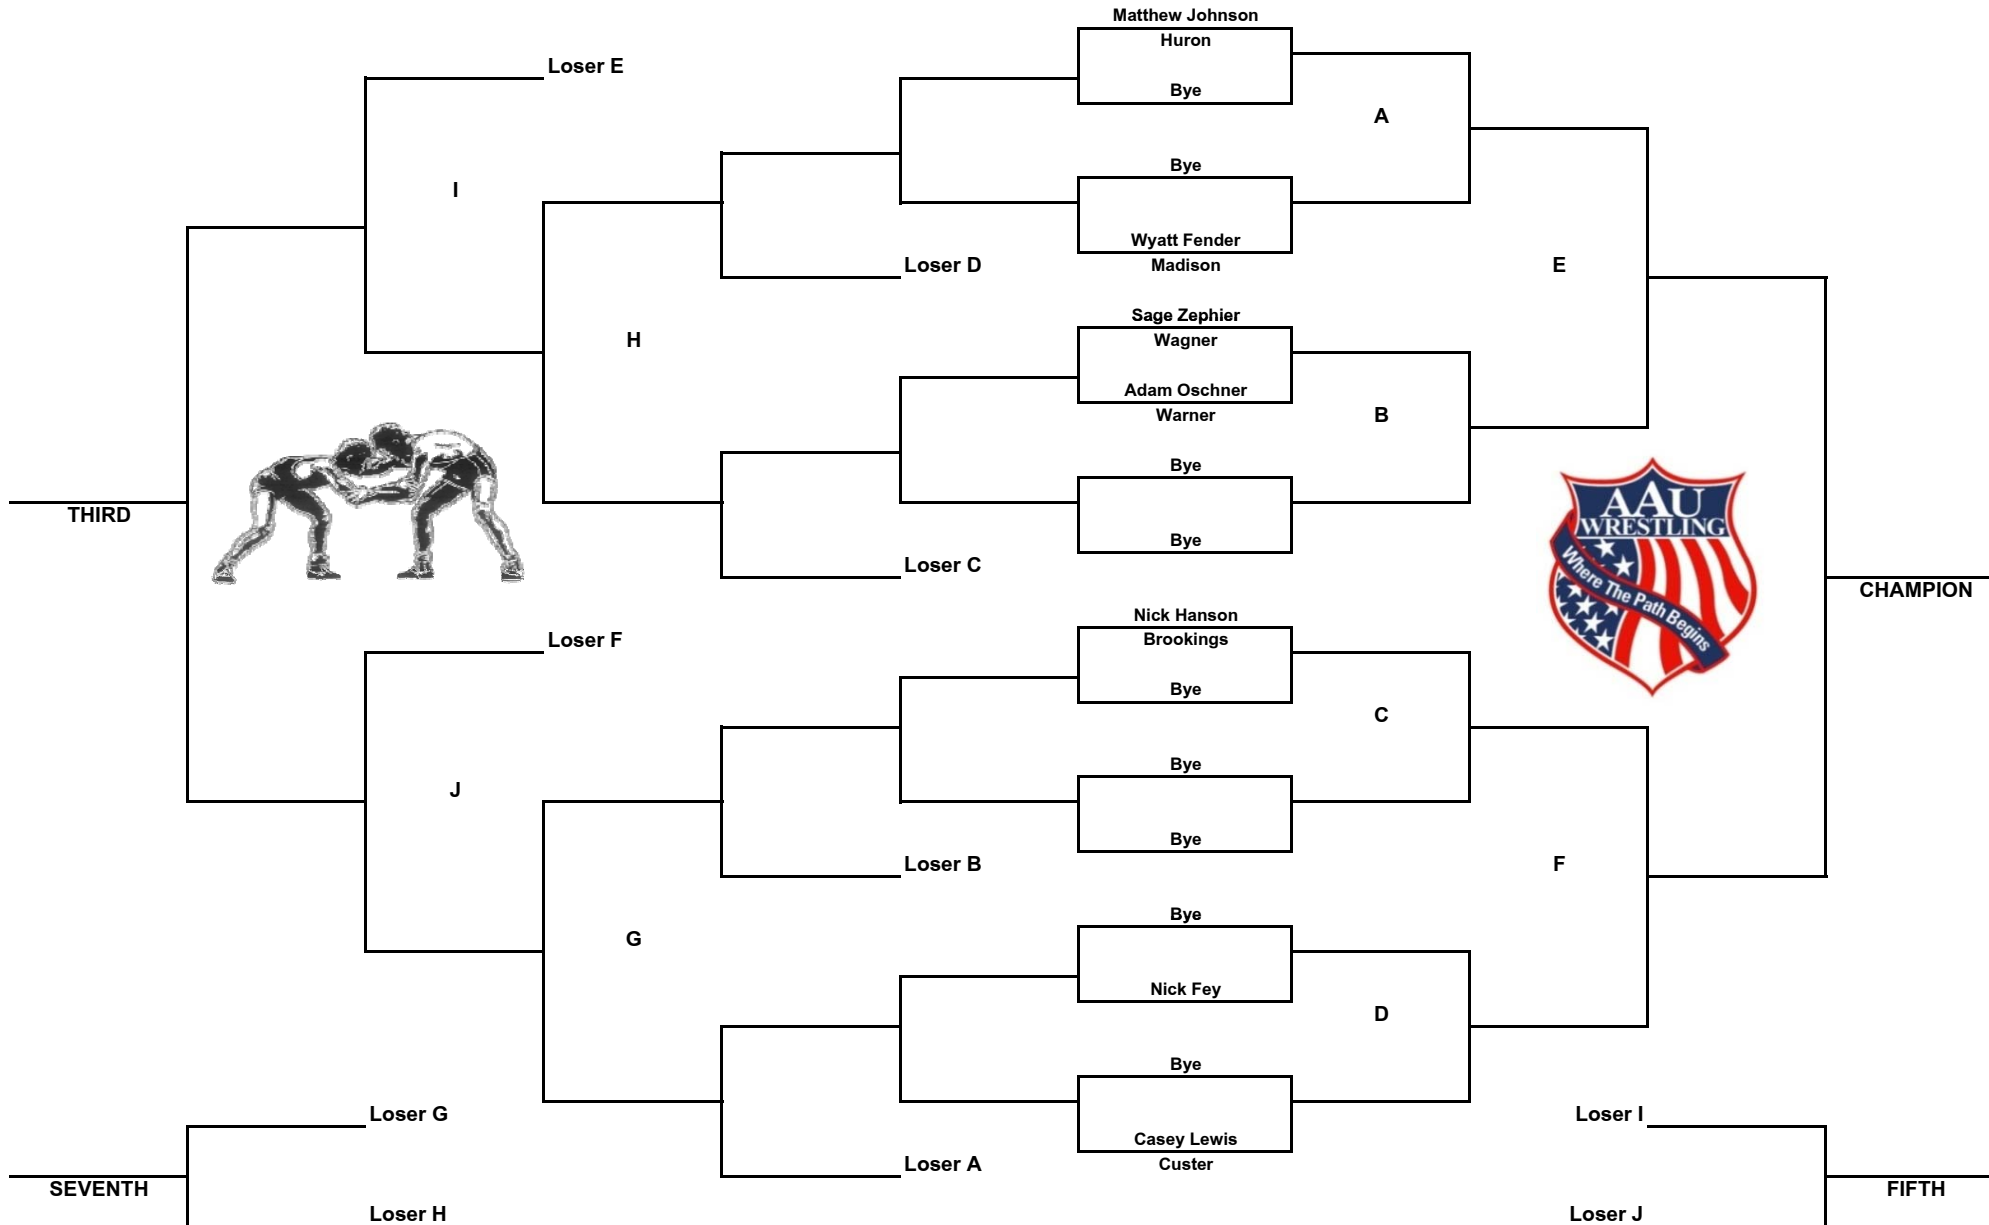 Matthew Johnson
Huron
Loser E
Bye
A
Bye
I
Wyatt Fender
Loser D
Madison
E
Sage Zephier
H
Wagner
Adam Oschner
Warner
B
Bye
AAU
WRESTLING
THIRD
Bye
Where The Path Begins
Loser C
CHAMPION
Nick Hanson
Loser F
Brookings
Bye
C
Bye
J
Bye
Loser B
F
Bye
G
Nick Fey
D
Bye
Loser G
Loser I
Casey Lewis
Loser A
Custer
SEVENTH
FIFTH
Loser H
Loser J